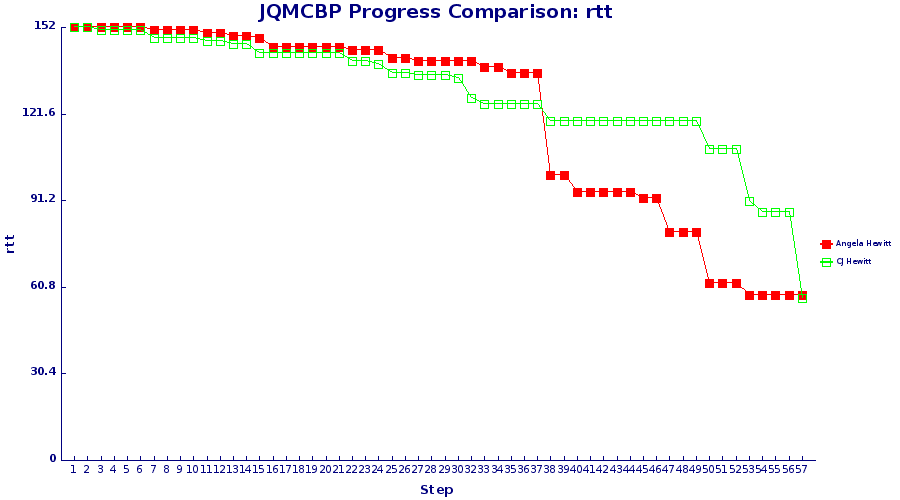 JQMCBP Progress Comparison: rtt
152
121.6
91.2
60.8
30.4
0
rtt
1 2 3 4 5 6 7 8 9 10 11 12 13 14 15 16 17 18 19 20 21 22 23 24 25 26 27 28 29 30 31 32 33 34 35 36 37 38 39 40 41 42 43 44 45 46 47 48 49 50 51 52 53 54 55 56 57
Step
Angela Hewitt
CJ Hewitt